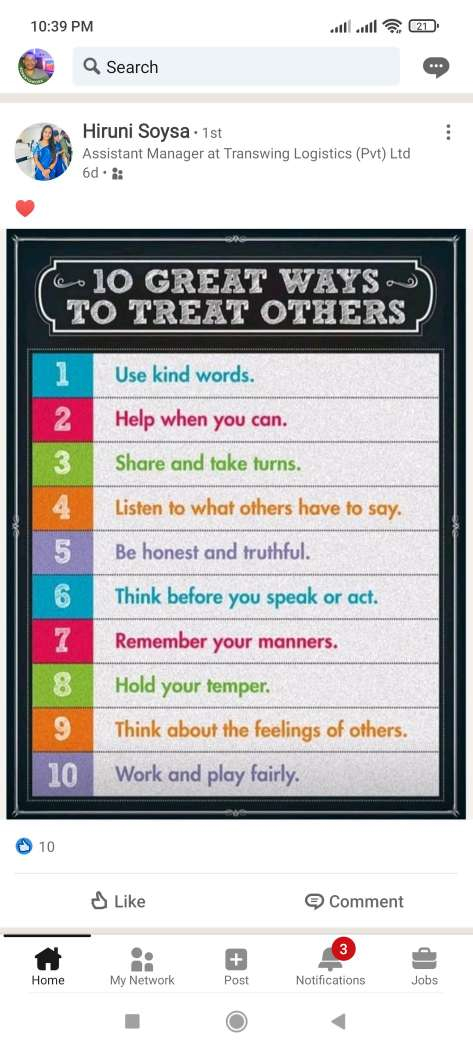 10:39 PM
21
Search
Hiruni Soysa • 1st
Assistant Manager at Transwing Logistics (Pvt) Ltd
6d •
10 GREAT WAYS
TO TREAT OTHERS
1 Use kind words.
2 Help when you can.
3 Share and take turns.
4 Listen to what others have to say.
5 Be honest and truthful.
6 Think before you speak or act.
7 Remember your manners.
8 Hold your temper.
9 Think about the feelings of others.
10 Work and play fairly.
10
Like Comment
3
Home My Network Post Notifications Jobs